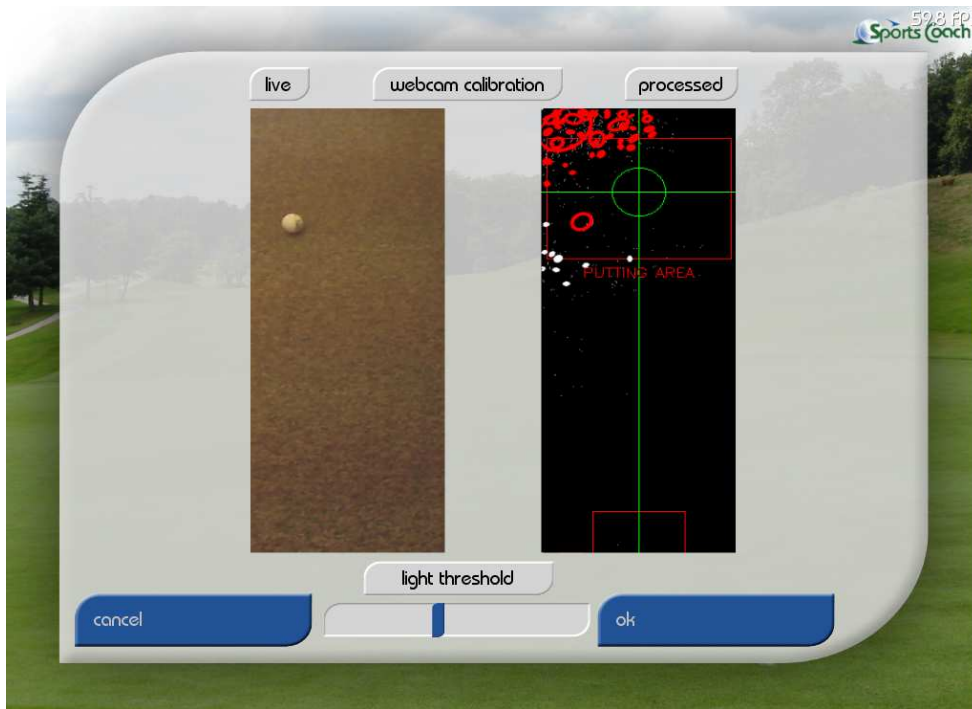 59.8 FP
Sports Coach
live
webcam calibration
processed
PUTTING AREA
light threshold
cancel
ok